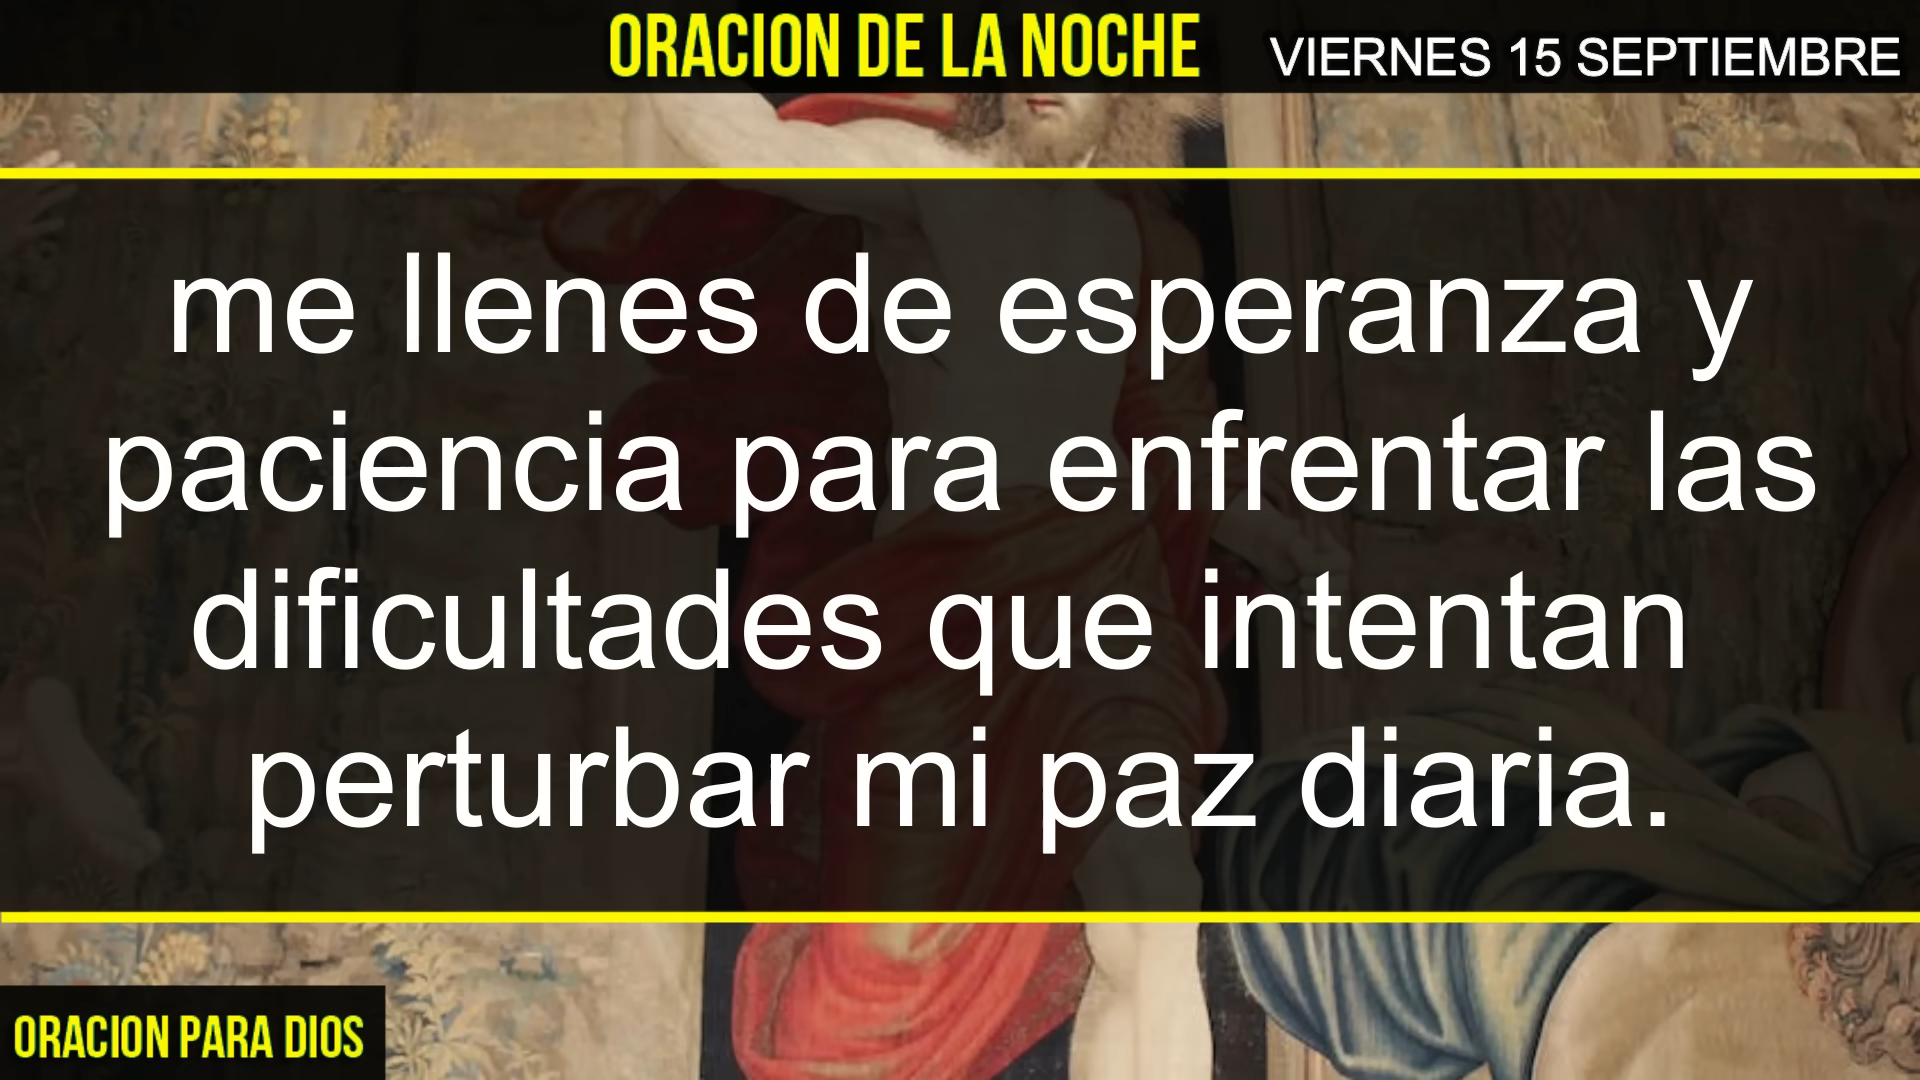 ORACION DE LA NOCHE
VIERNES 15 SEPTIEMBRE
me llenes de esperanza y
paciencia para enfrentar las
dificultades que intentan
perturbar mi paz diaria.
ORACION PARA DIOS